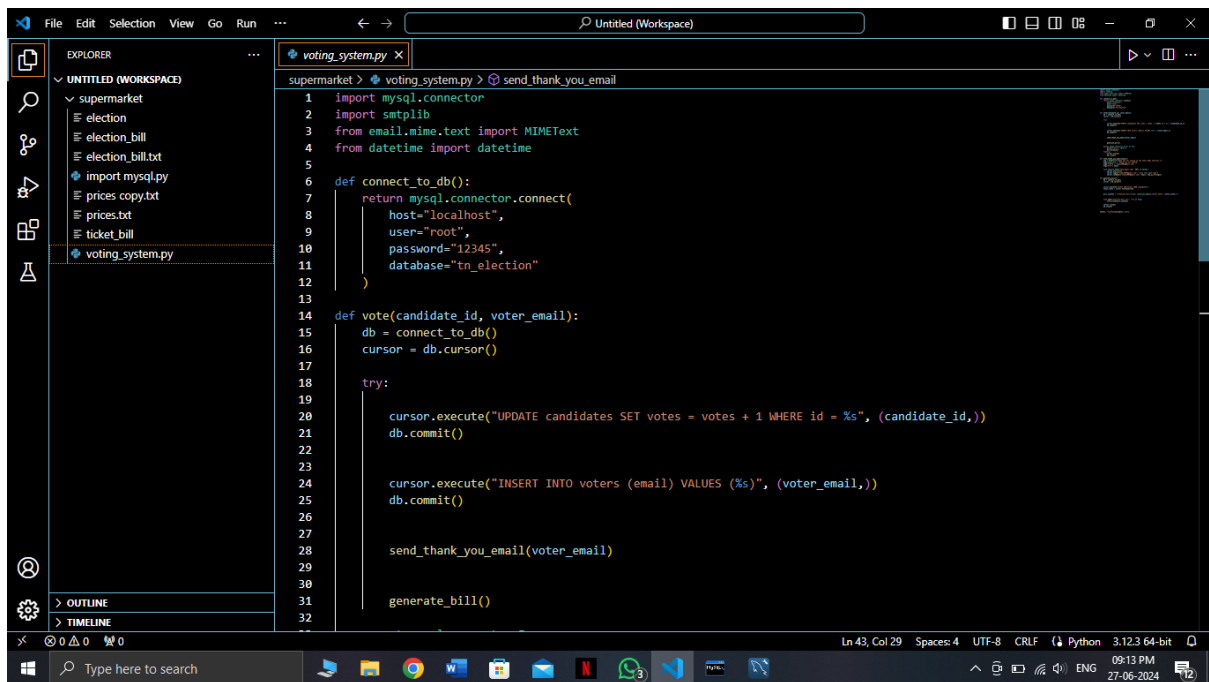 File Edit Selection View Go Run ··· Untitled (Workspace)
EXPLORER ···
UNTITLED (WORKSPACE)
supermarket
election
election_bill
election_bill.txt
import mysql.py
prices copy.txt
prices.txt
ticket_bill
voting_system.py
OUTLINE
TIMELINE
voting_system.py
supermarket > voting_system.py > send_thank_you_email
1 import mysql.connector
2 import smtplib
3 from email.mime.text import MIMEText
4 from datetime import datetime
5
6 def connect_to_db():
7 return mysql.connector.connect(
8 host="localhost",
9 user="root",
10 password="12345",
11 database="tn_election"
12 )
13
14 def vote(candidate_id, voter_email):
15 db = connect_to_db()
16 cursor = db.cursor()
17
18 try:
19
20 cursor.execute("UPDATE candidates SET votes = votes + 1 WHERE id = %s", (candidate_id,))
21 db.commit()
22
23
24 cursor.execute("INSERT INTO voters (email) VALUES (%s)", (voter_email,))
25 db.commit()
26
27
28 send_thank_you_email(voter_email)
29
30
31 generate_bill()
32
0 0 0 Ln 43, Col 29 Spaces: 4 UTF-8 CRLF Python 3.12.3 64-bit
Type here to search W N 3 ENG 09:13 PM
27-06-2024 12